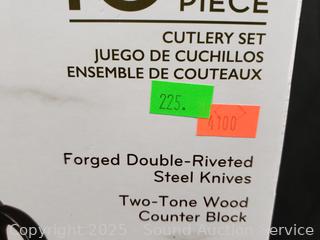 PIECE
CUTLERY SET
JUEGO DE CUCHILLOS
ENSEMBLE DE COUTEAUX
225.
4100
Forged Double-Riveted
Steel Knives
Two-Tone Wood
Counter Block
Copyright 2025 - Sound Auction Service